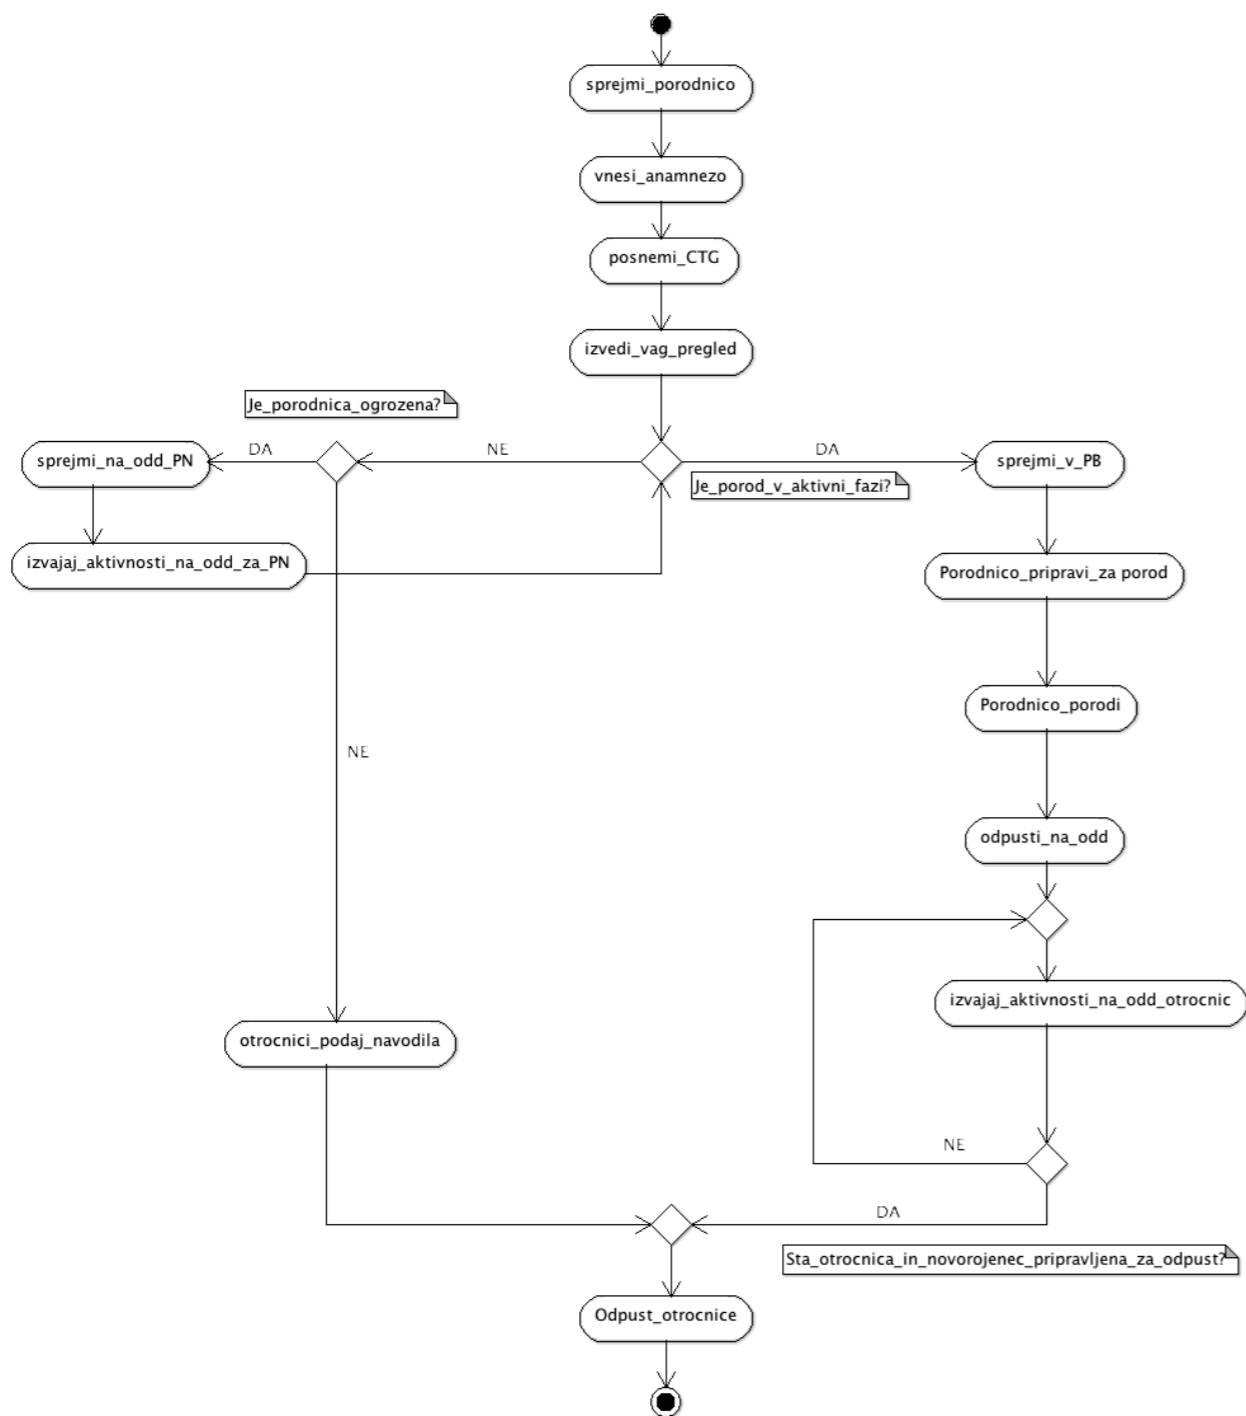 sprejmi_porodnico
vnesi_anamnezo
posnemi_CTG
izvedi_vag_pregled
Je_porodnica_ogrozena?
sprejmi_na_odd_PN
DA
NE
DA
sprejmi_v_PB
Je_porod_v_aktivni_fazi?
izvajaj_aktivnosti_na_odd_za_PN
Porodnico_pripravi_za porod
Porodnico_porodi
NE
odpusti_na_odd
izvajaj_aktivnosti_na_odd_otrocnic
otrocnici_podaj_navodila
NE
DA
Sta_otrocnica_in_novorojenec_pripravljena_za_odpust?
Odpust_otrocnice